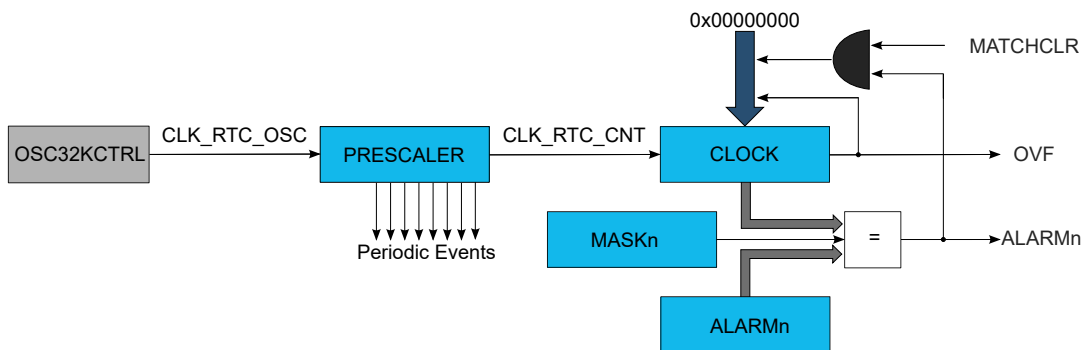 0x00000000
MATCHCLR
OSC32KCTRL
CLK_RTC_OSC
PRESCALER
CLK_RTC_CNT
CLOCK
OVF
Periodic Events
MASKn
=
ALARMn
ALARMn